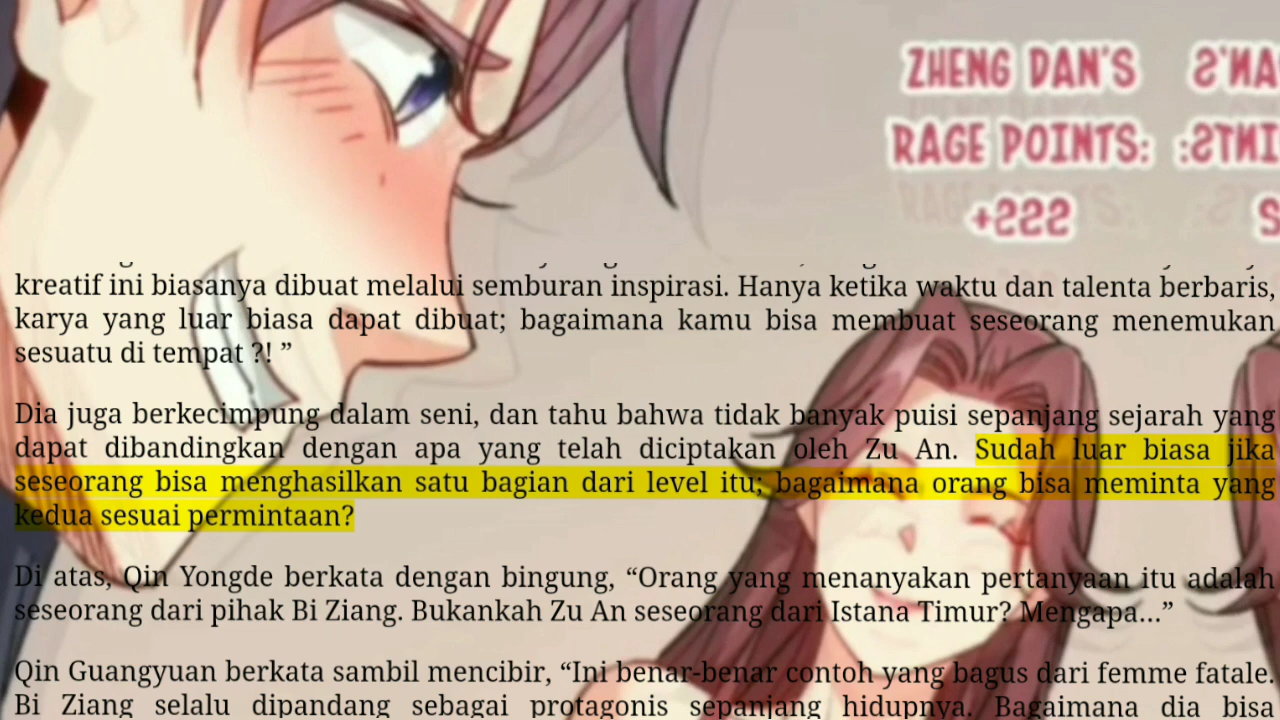 ZHENG DAN'S
RAGE POINTS:
+222
kreatif ini biasanya dibuat melalui semburan inspirasi. Hanya ketika waktu dan talenta berbaris,
karya yang luar biasa dapat dibuat; bagaimana kamu bisa membuat seseorang menemukan
sesuatu di tempat ?! ”
Dia juga berkecimpung dalam seni, dan tahu bahwa tidak banyak puisi sepanjang sejarah yang
dapat dibandingkan dengan apa yang telah diciptakan oleh Zu An. Sudah luar biasa jika
seseorang bisa menghasilkan satu bagian dari level itu; bagaimana orang bisa meminta yang
kedua sesuai permintaan?
Di atas, Qin Yongde berkata dengan bingung, “Orang yang menanyakan pertanyaan itu adalah
seseorang dari pihak Bi Ziang. Bukankah Zu An seseorang dari Istana Timur? Mengapa…”
Qin Guangyuan berkata sambil mencibir, “Ini benar-benar contoh yang bagus dari femme fatale.
Bi Ziang selalu dipandang sebagai protagonis sepanjang hidupnya. Bagaimana dia bisa